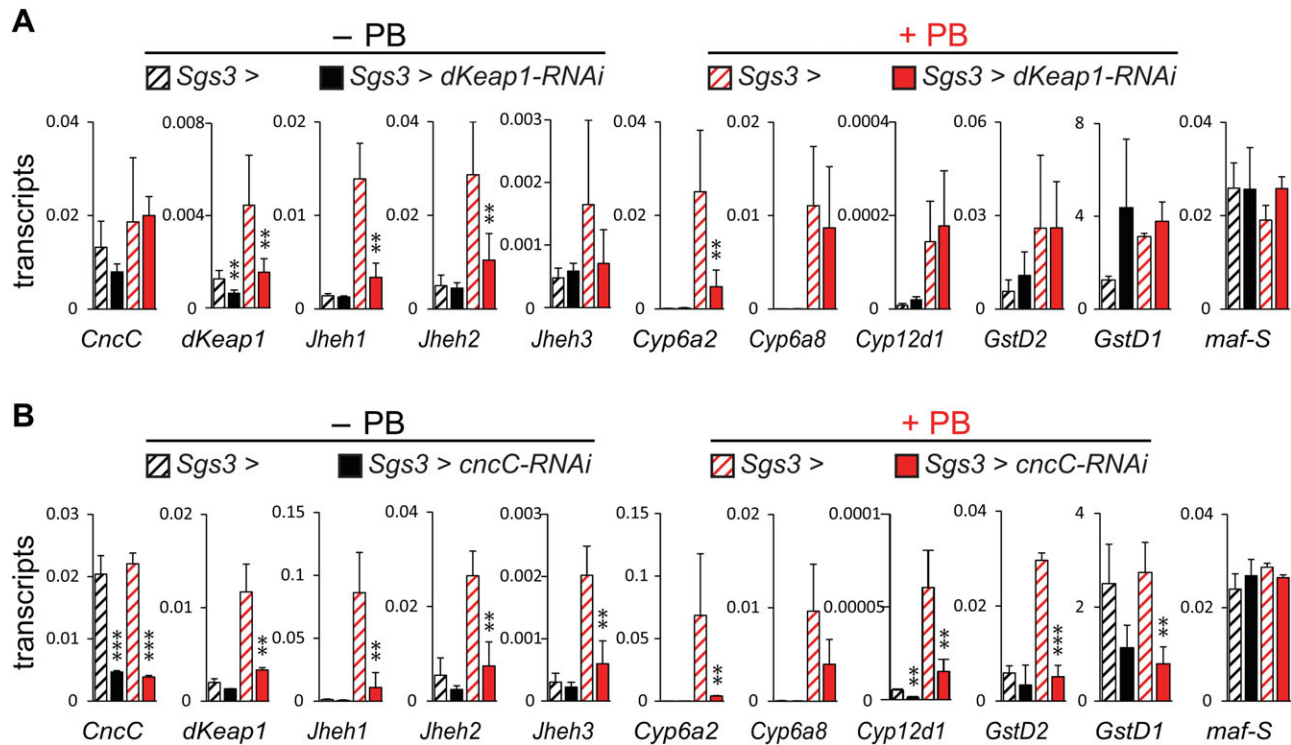 A
– PB
+ PB
Sgs3 > Sgs3 > dKeap1-RNAi Sgs3 > Sgs3 > dKeap1-RNAi
transcripts
0.04 0.02 0
0.008 0.004 0
0.02 0.01 0
0.04 0.02 0
0.003 0.002 0.001 0
0.04 0.02 0
0.02 0.01 0
0.0004 0.0002 0
0.06 0.03 0
8 4 0
0.04 0.02 0
** ** ** ** **
CncC dKeap1 Jheh1 Jheh2 Jheh3 Cyp6a2 Cyp6a8 Cyp12d1 GstD2 GstD1 maf-S
B
– PB
+ PB
Sgs3 > Sgs3 > cncC-RNAi Sgs3 > Sgs3 > cncC-RNAi
transcripts
0.03 0.02 0.01 0
0.02 0.01 0
0.15 0.1 0.05 0
0.04 0.02 0
0.003 0.002 0.001 0
0.15 0.1 0.05 0
0.02 0.01 0
0.0001 0.00005 0
0.04 0.02 0
4 2 0
0.04 0.02 0
*** *** ** ** ** ** ** ** ** *** **
CncC dKeap1 Jheh1 Jheh2 Jheh3 Cyp6a2 Cyp6a8 Cyp12d1 GstD2 GstD1 maf-S